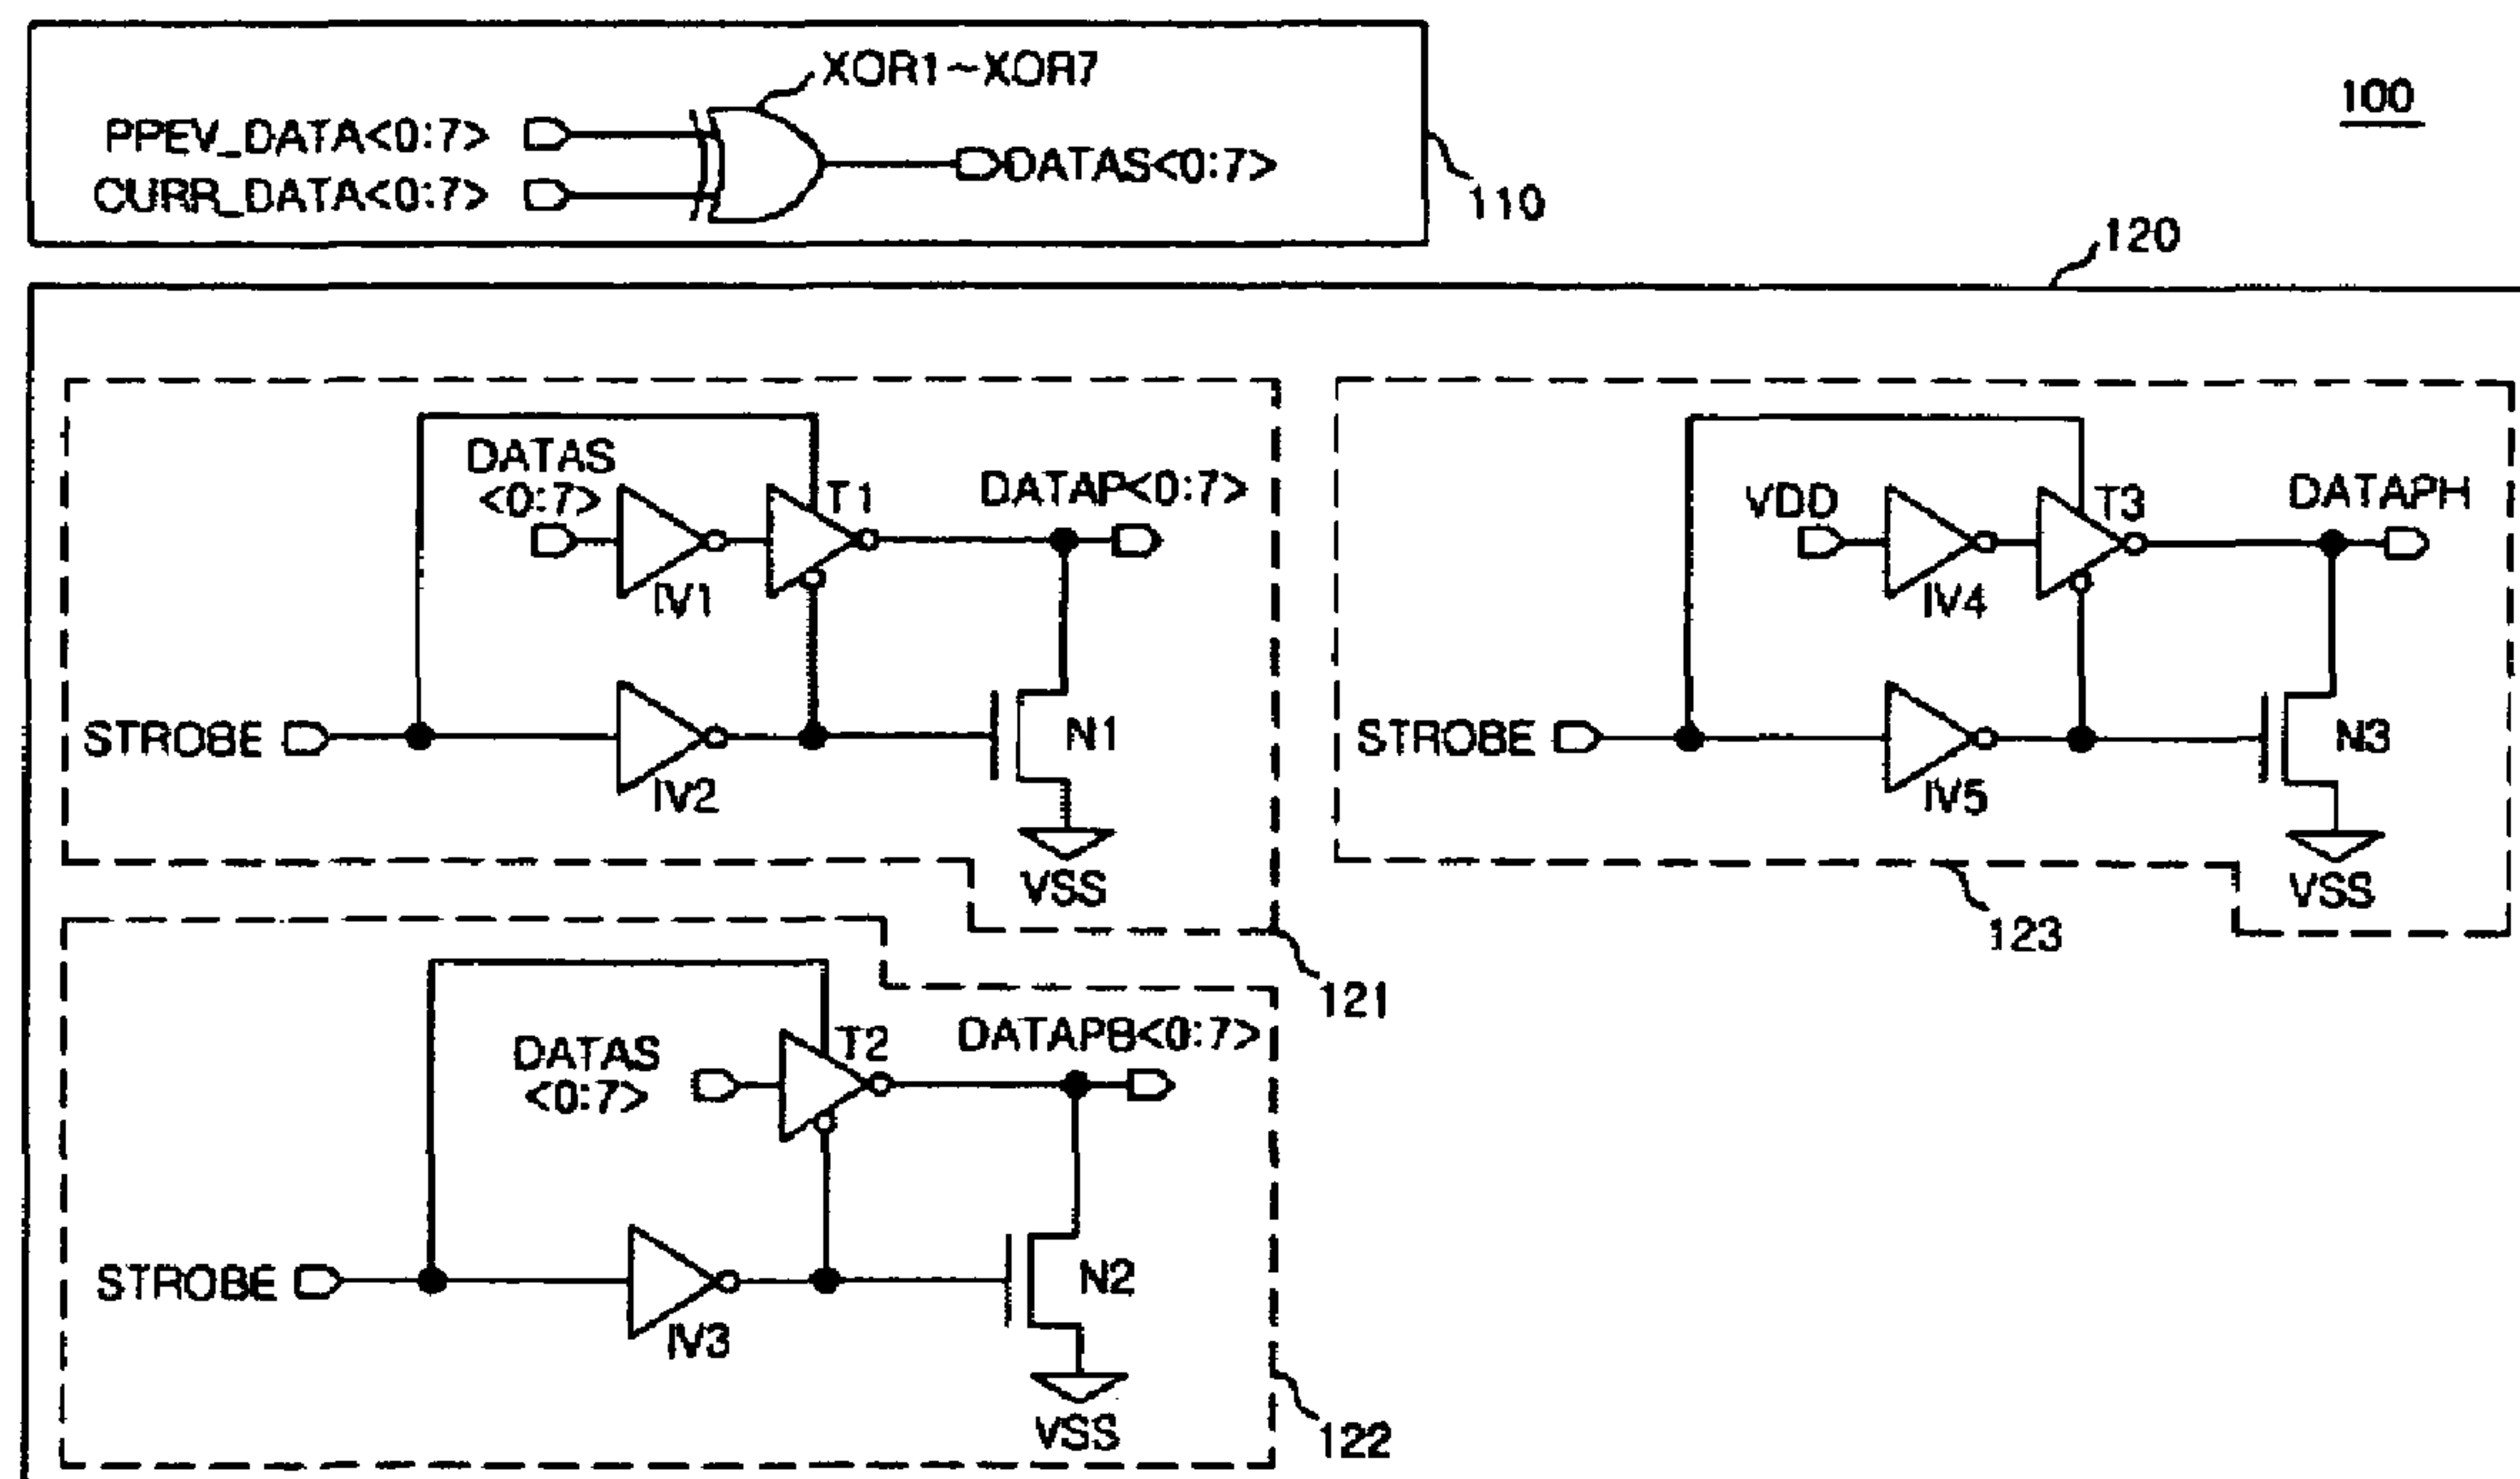 XOR1~XOR7
100
PPEV_DATA<0:7>
DATAS<0:7>
CURR_DATA<0:7>
110
120
DATAS
<0:7>
T1
DATAP<0:7>
IV1
STROBE
IV2
N1
VSS
121
VDD
T3
DATAPH
IV4
STROBE
IV5
N3
VSS
123
DATAS
<0:7>
T2
DATAPB<0:7>
STROBE
IV3
N2
VSS
122